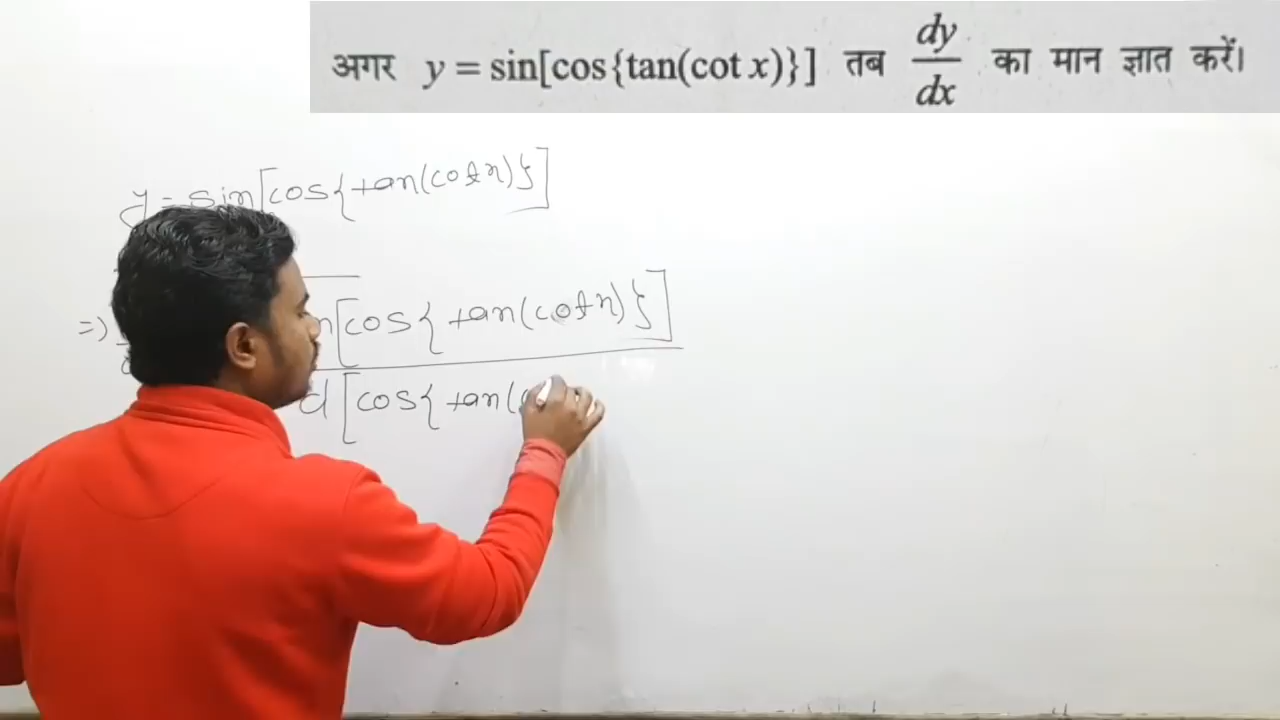 अगर y = sin[cos{tan(cot x)}] तब dy/dx का मान ज्ञात करें।
y = sin[cos{tan(cotx)}]
=) [cos{tan(cotx)}]
d[cos{tan(